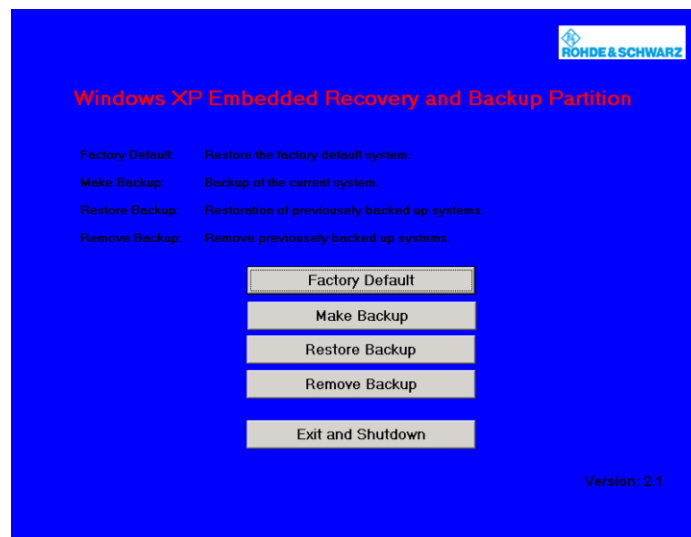 ROHDE&SCHWARZ
Windows XP Embedded Recovery and Backup Partition
Factory Default: Restore the factory default system.
Make Backup: Backup of the current system.
Restore Backup: Restoration of previousely backed up systems.
Remove Backup: Remove previousely backed up systems.
Factory Default
Make Backup
Restore Backup
Remove Backup
Exit and Shutdown
Version: 2.1